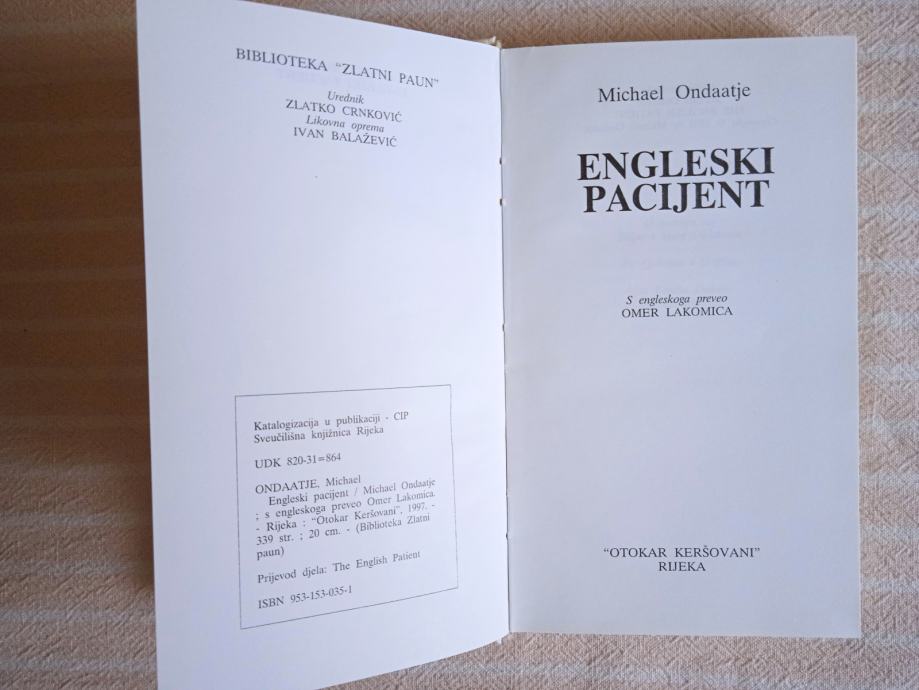 BIBLIOTEKA "ZLATNI PAUN"
Urednik
ZLATKO CRNKOVIĆ
Likovna oprema
IVAN BALAŽEVIĆ
Katalogizacija u publikaciji - CIP
Sveučilišna knjižnica Rijeka
UDK 820-31=864
ONDAATJE, Michael
Engleski pacijent / Michael Ondaatje
; s engleskoga preveo Omer Lakomica.
- Rijeka : "Otokar Keršovani", 1997. -
339 str. ; 20 cm. - (Biblioteka Zlatni
paun)
Prijevod djela: The English Patient
ISBN 953-153-035-1
Michael Ondaatje
ENGLESKI
PACIJENT
S engleskoga preveo
OMER LAKOMICA
"OTOKAR KERŠOVANI"
RIJEKA